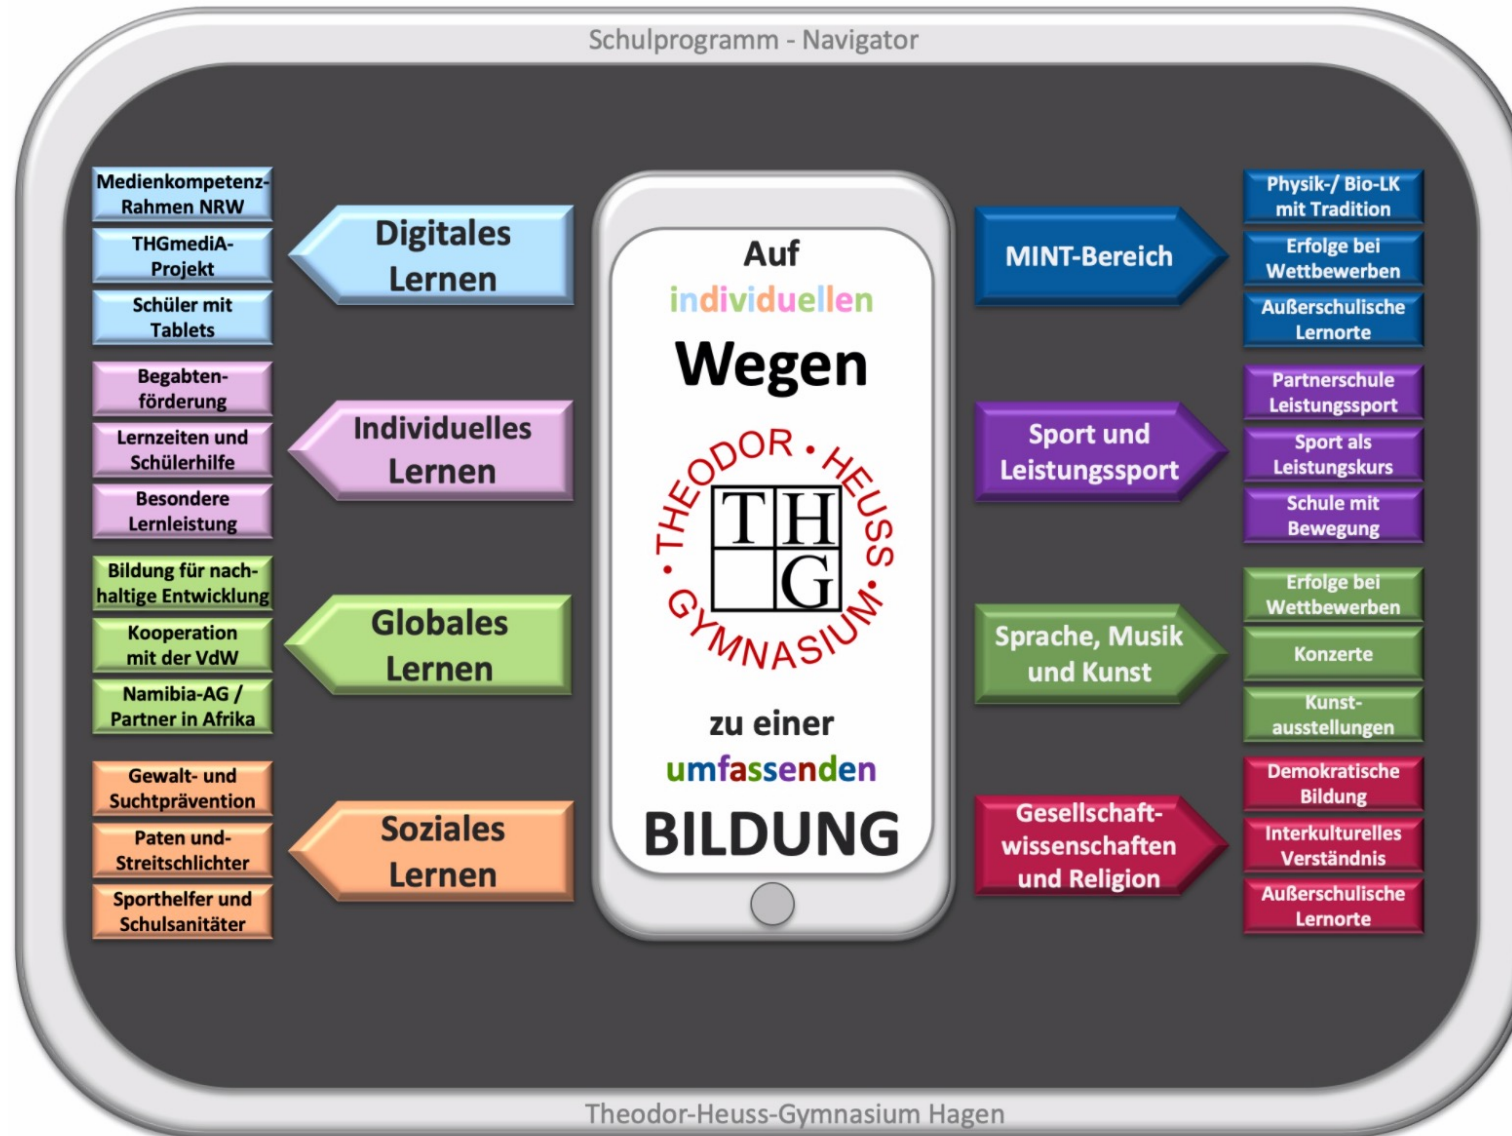 Schulprogramm - Navigator
Medienkompetenz-
Rahmen NRW
THGmediA-
Projekt
Schüler mit
Tablets
Digitales
Lernen
Begabten-
förderung
Lernzeiten und
Schülerhilfe
Besondere
Lernleistung
Individuelles
Lernen
Bildung für nach-
haltige Entwicklung
Kooperation
mit der VdW
Namibia-AG /
Partner in Afrika
Globales
Lernen
Gewalt- und
Suchtprävention
Paten und-
Streitschlichter
Sporthelfer und
Schulsanitäter
Soziales
Lernen
Auf
individuellen
Wegen
• THEODOR • HEUSS •
GYMNASIUM
TH
G
zu einer
umfassenden
BILDUNG
MINT-Bereich
Physik-/ Bio-LK
mit Tradition
Erfolge bei
Wettbewerben
Außerschulische
Lernorte
Sport und
Leistungssport
Partnerschule
Leistungssport
Sport als
Leistungskurs
Schule mit
Bewegung
Sprache, Musik
und Kunst
Erfolge bei
Wettbewerben
Konzerte
Kunst-
ausstellungen
Gesellschaft-
wissenschaften
und Religion
Demokratische
Bildung
Interkulturelles
Verständnis
Außerschulische
Lernorte
Theodor-Heuss-Gymnasium Hagen